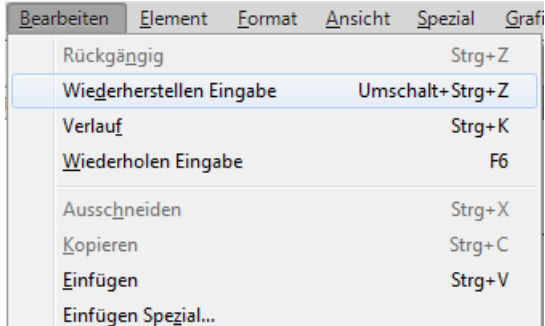 Bearbeiten Element Format Ansicht Spezial Grafi
Rückgängig Strg+Z
Wiederherstellen Eingabe Umschalt+Strg+Z
Verlauf Strg+K
Wiederholen Eingabe F6
Ausschneiden Strg+X
Kopieren Strg+C
Einfügen Strg+V
Einfügen Spezial...